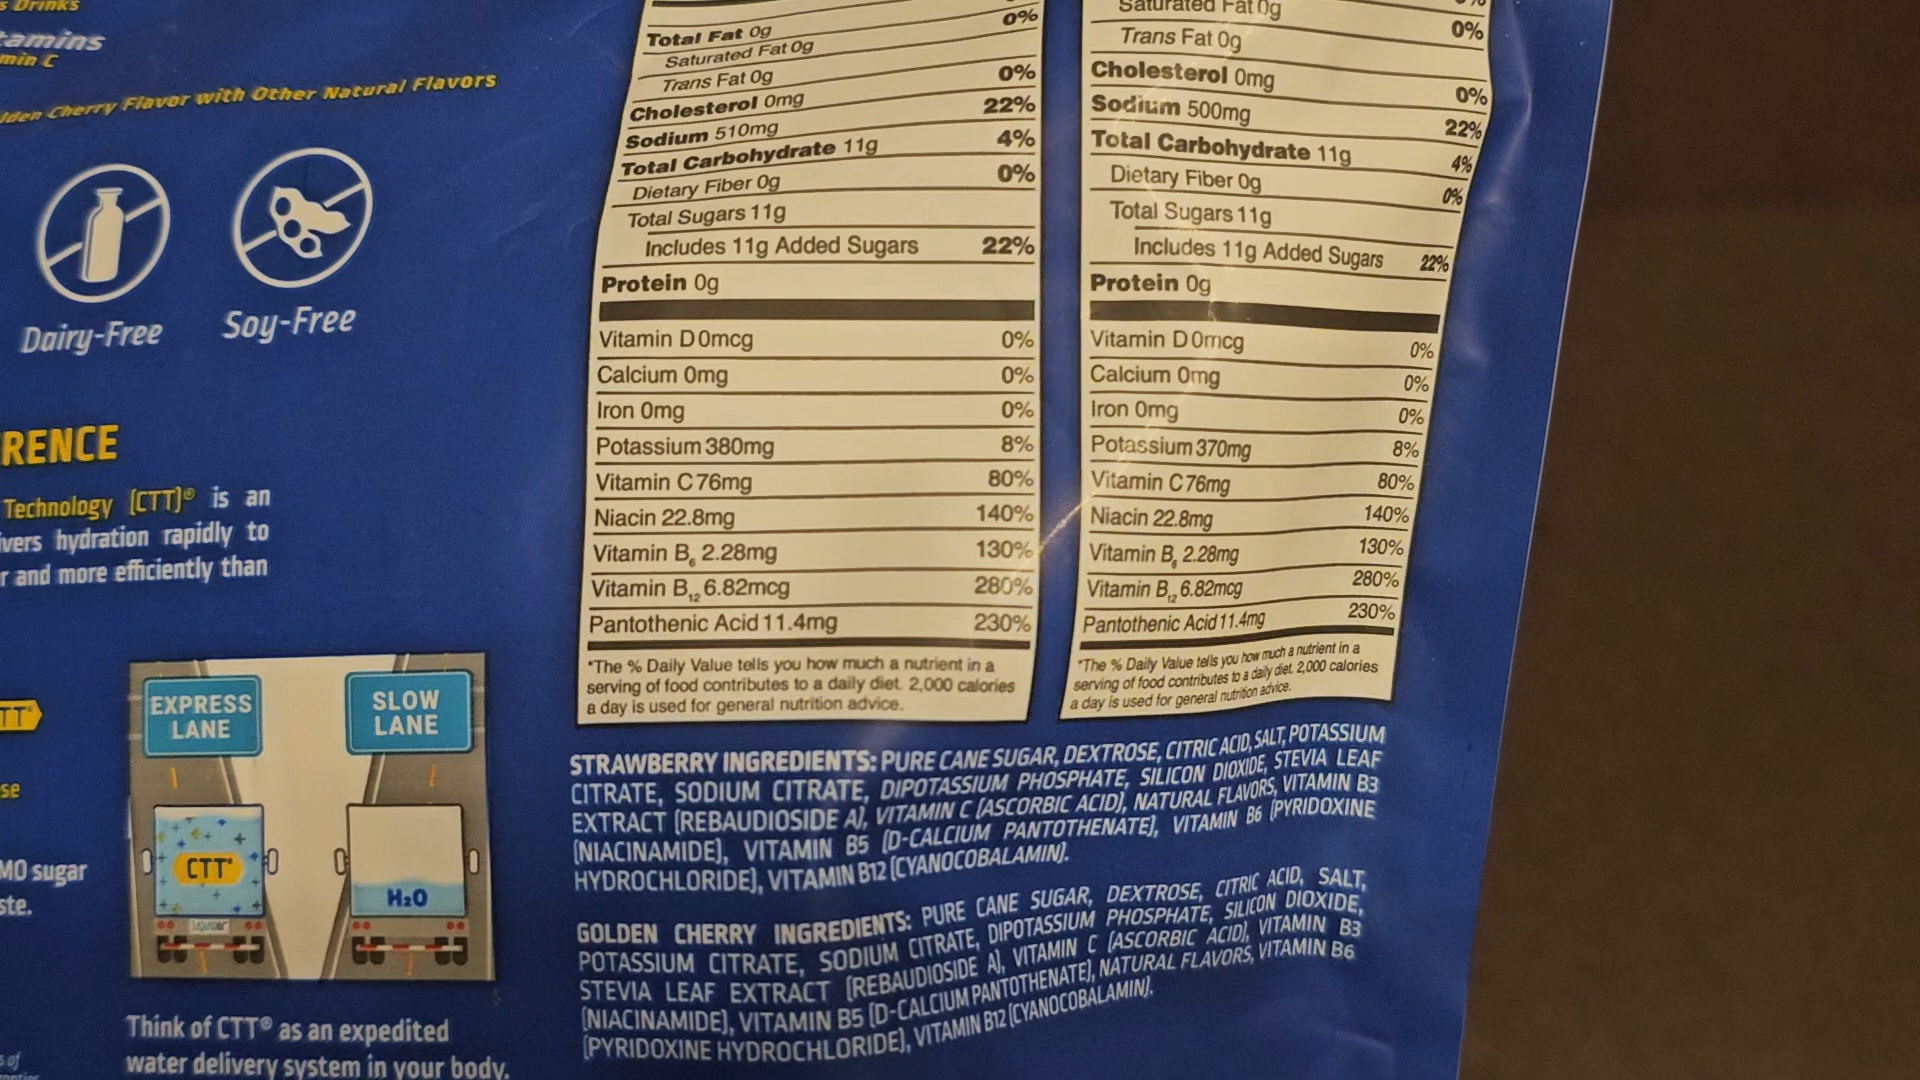 Drinks
amins
min C
lden Cherry Flavor with Other Natural Flavors
Dairy-Free
Soy-Free
RENCE
Technology (CTT)® is an
ivers hydration rapidly to
r and more efficiently than
EXPRESS
LANE
SLOW
LANE
TT®
se
CTT®
H₂O
MO sugar
ste.
Think of CTT® as an expedited
water delivery system in your body.
s of
Total Fat 0g 0%
Saturated Fat 0g
Trans Fat 0g
Cholesterol 0mg 0%
Sodium 510mg 22%
Total Carbohydrate 11g 4%
Dietary Fiber 0g 0%
Total Sugars 11g
Includes 11g Added Sugars 22%
Protein 0g
Vitamin D 0mcg 0%
Calcium 0mg 0%
Iron 0mg 0%
Potassium 380mg 8%
Vitamin C 76mg 80%
Niacin 22.8mg 140%
Vitamin B₆ 2.28mg 130%
Vitamin B₁₂ 6.82mcg 280%
Pantothenic Acid 11.4mg 230%
*The % Daily Value tells you how much a nutrient in a
serving of food contributes to a daily diet. 2,000 calories
a day is used for general nutrition advice.
Saturated Fat 0g 0%
Trans Fat 0g
Cholesterol 0mg 0%
Sodium 500mg 22%
Total Carbohydrate 11g 4%
Dietary Fiber 0g 0%
Total Sugars 11g
Includes 11g Added Sugars 22%
Protein 0g
Vitamin D 0mcg 0%
Calcium 0mg 0%
Iron 0mg 0%
Potassium 370mg 8%
Vitamin C 76mg 80%
Niacin 22.8mg 140%
Vitamin B₆ 2.28mg 130%
Vitamin B₁₂ 6.82mcg 280%
Pantothenic Acid 11.4mg 230%
*The % Daily Value tells you how much a nutrient in a
serving of food contributes to a daily diet. 2,000 calories
a day is used for general nutrition advice.
STRAWBERRY INGREDIENTS: PURE CANE SUGAR, DEXTROSE, CITRIC ACID, SALT, POTASSIUM
CITRATE, SODIUM CITRATE, DIPOTASSIUM PHOSPHATE, SILICON DIOXIDE, STEVIA LEAF
EXTRACT (REBAUDIOSIDE A), VITAMIN C (ASCORBIC ACID), NATURAL FLAVORS, VITAMIN B3
(NIACINAMIDE), VITAMIN B5 (D-CALCIUM PANTOTHENATE), VITAMIN B6 (PYRIDOXINE
HYDROCHLORIDE), VITAMIN B12 (CYANOCOBALAMIN).
GOLDEN CHERRY INGREDIENTS: PURE CANE SUGAR, DEXTROSE, CITRIC ACID, SALT,
POTASSIUM CITRATE, SODIUM CITRATE, DIPOTASSIUM PHOSPHATE, SILICON DIOXIDE,
STEVIA LEAF EXTRACT (REBAUDIOSIDE A), VITAMIN C (ASCORBIC ACID), VITAMIN B3
(NIACINAMIDE), VITAMIN B5 (D-CALCIUM PANTOTHENATE), NATURAL FLAVORS, VITAMIN B6
(PYRIDOXINE HYDROCHLORIDE), VITAMIN B12 (CYANOCOBALAMIN).